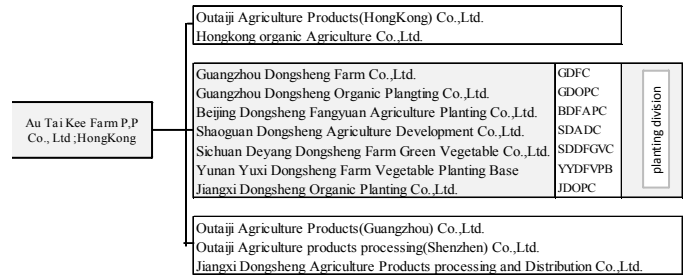 Outaiji Agriculture Products(HongKong) Co.,Ltd.
Hongkong organic Agriculture Co.,Ltd.
Au Tai Kee Farm P,P
Co., Ltd ;HongKong
Guangzhou Dongsheng Farm Co.,Ltd. GDFC
Guangzhou Dongsheng Organic Plangting Co.,Ltd. GDOPC
Beijing Dongsheng Fangyuan Agriculture Planting Co.,Ltd. BDFAPC
Shaoguan Dongsheng Agriculture Development Co.,Ltd. SDADC
Sichuan Deyang Dongsheng Farm Green Vegetable Co.,Ltd. SDDFGVC
Yunan Yuxi Dongsheng Farm Vegetable Planting Base YYDFVPB
Jiangxi Dongsheng Organic Planting Co.,Ltd. JDOPC
planting division
Outaiji Agriculture Products(Guangzhou) Co.,Ltd.
Outaiji Agriculture products processing(Shenzhen) Co.,Ltd.
Jiangxi Dongsheng Agriculture Products processing and Distribution Co.,Ltd.